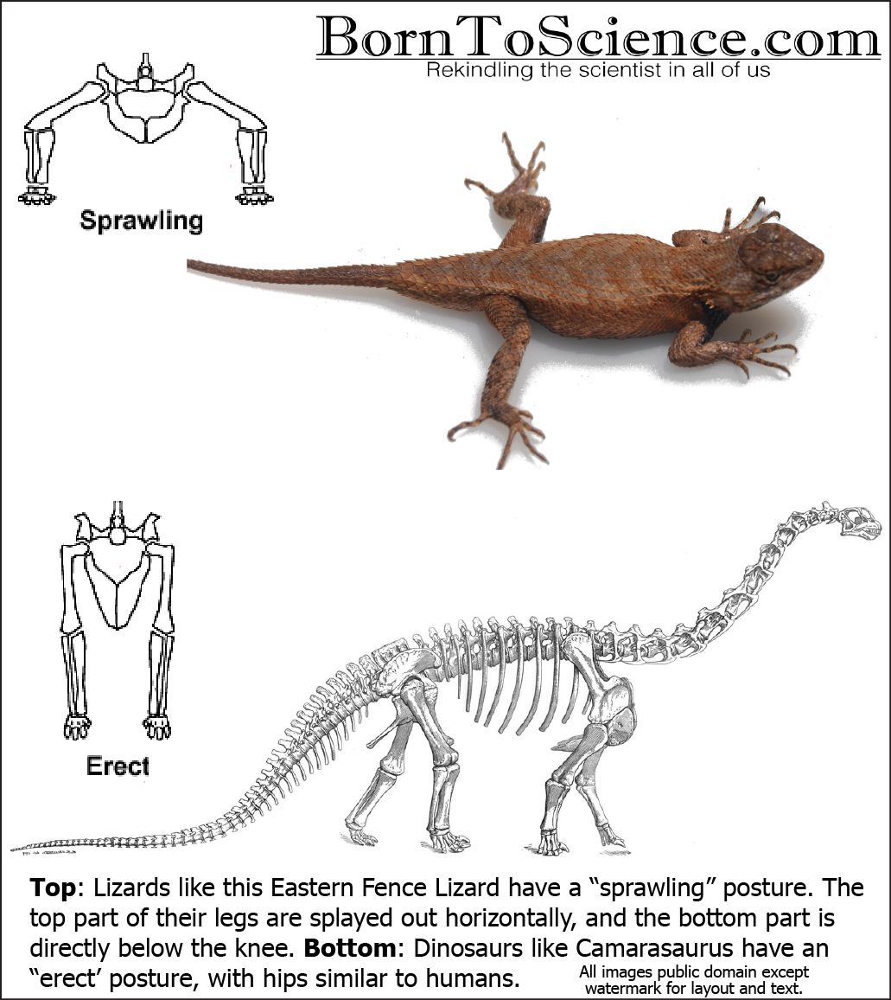 BornToScience.com
Rekindling the scientist in all of us
Sprawling
Erect
Top: Lizards like this Eastern Fence Lizard have a “sprawling” posture. The
top part of their legs are splayed out horizontally, and the bottom part is
directly below the knee. Bottom: Dinosaurs like Camarasaurus have an
“erect’ posture, with hips similar to humans.
All images public domain except
watermark for layout and text.